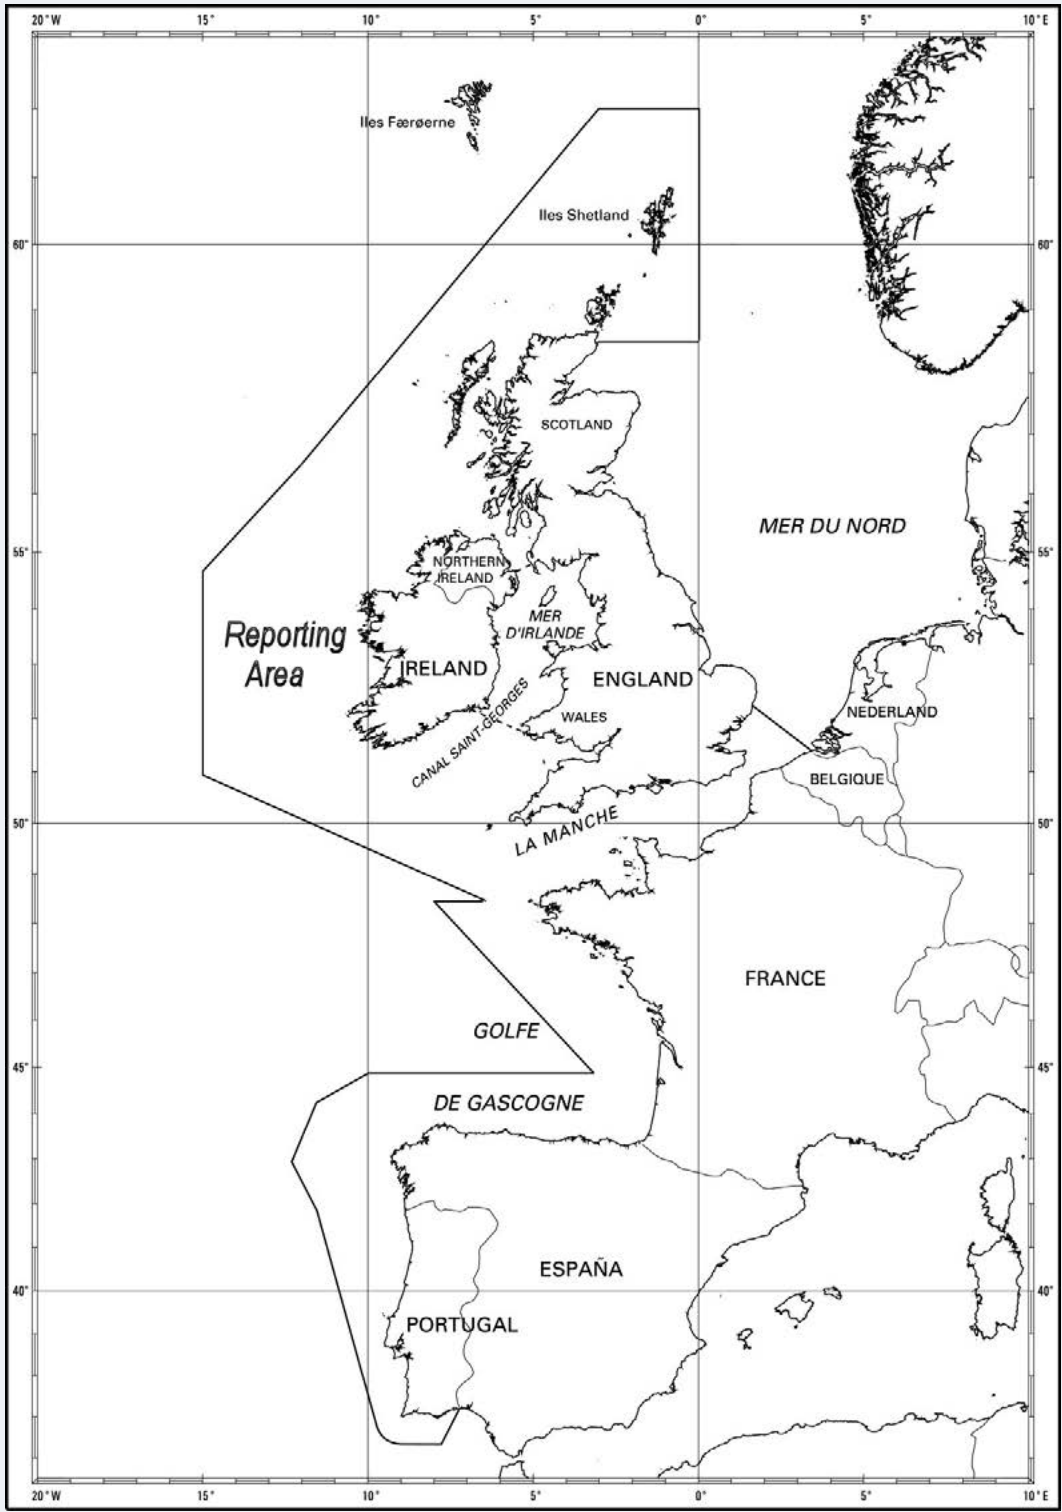 20°W 15° 10° 5° 0° 5° 10°E
Iles Færøerne
Iles Shetland
60° 60°
SCOTLAND
MER DU NORD
55° 55°
NORTHERN
IRELAND
MER
D'IRLANDE
Reporting
Area
IRELAND
ENGLAND
CANAL SAINT-GEORGES
WALES
NEDERLAND
BELGIQUE
50° 50°
LA MANCHE
FRANCE
GOLFE
45° 45°
DE GASCOGNE
ESPAÑA
40° 40°
PORTUGAL
20°W 15° 10° 5° 0° 5° 10°E